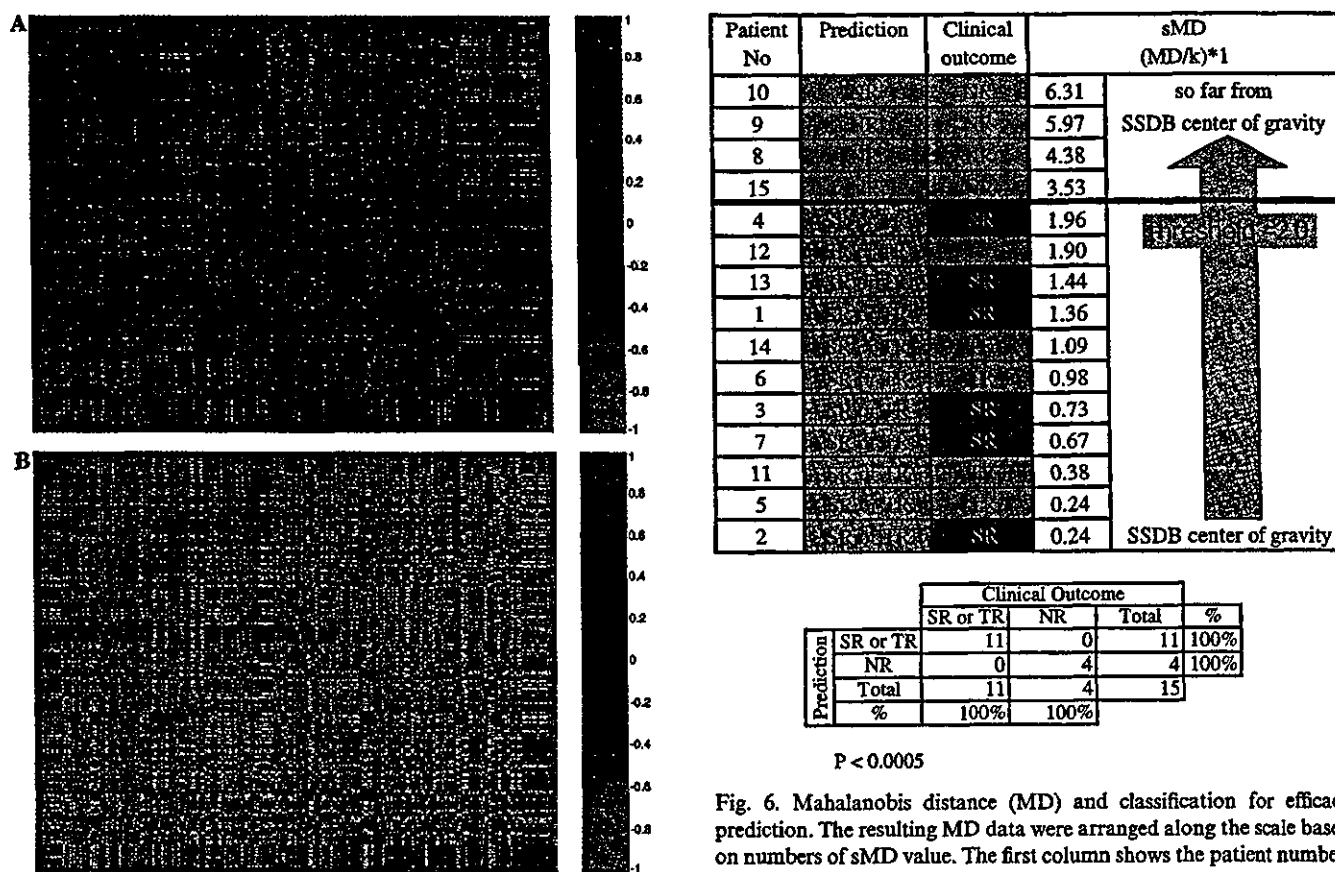 A
1
0.8
0.6
0.4
0.2
0
-0.2
-0.4
-0.6
-0.8
-1
B
1
0.8
0.6
0.4
0.2
0
-0.2
-0.4
-0.6
-0.8
-1
Patient No Prediction Clinical outcome sMD (MD/k)*1
10 6.31 so far from
9 5.97 SSDB center of gravity
8 4.38
15 3.53
4 SR 1.96
12 1.90
13 SR 1.44
1 SR 1.36
14 1.09
6 0.98
3 SR 0.73
7 SR 0.67
11 0.38
5 0.24
2 SR 0.24 SSDB center of gravity
Clinical Outcome
SR or TR NR Total %
Prediction
SR or TR 11 0 11 100%
NR 0 4 4 100%
Total 11 4 15
% 100% 100%
P < 0.0005
Fig. 6. Mahalanobis distance (MD) and classification for efficac
prediction. The resulting MD data were arranged along the scale base
on numbers of sMD value. The first column shows the patient numbe